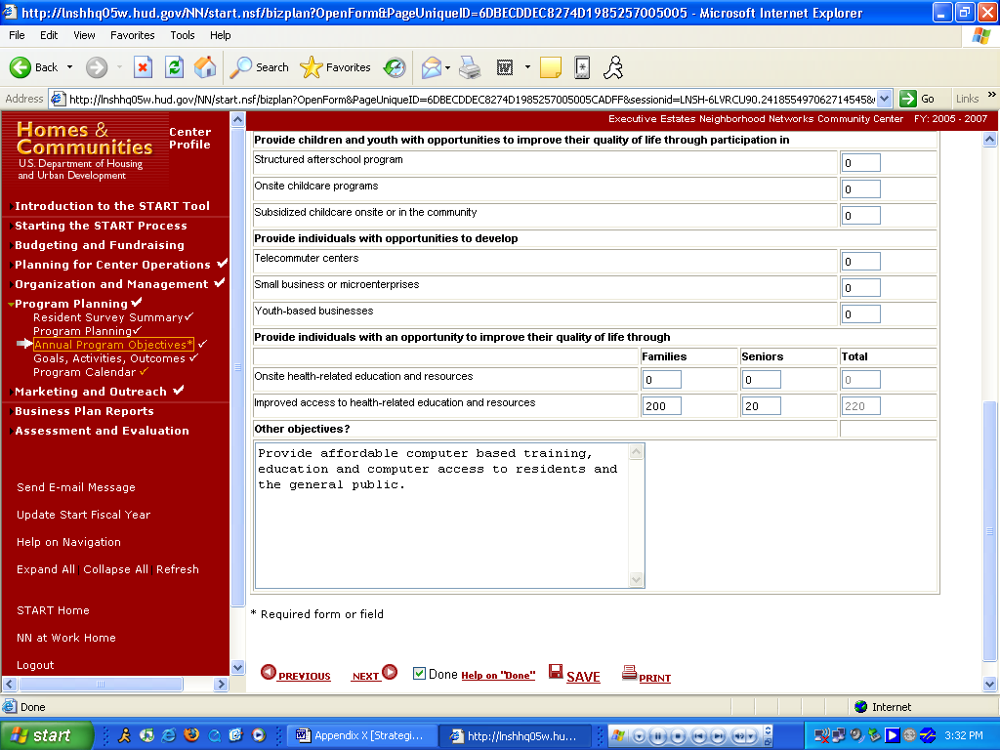 http://lnshhq05w.hud.gov/NN/start.nsf/bizplan?OpenForm&PageUniqueID=6DBECDDEC8274D1985257005005 - Microsoft Internet Explorer
File Edit View Favorites Tools Help
Back Search Favorites
Address http://lnshhq05w.hud.gov/NN/start.nsf/bizplan?OpenForm&PageUniqueID=6DBECDDEC8274D1985257005005CADFF&sessionid=LNSH-6LVRCU90.241855497062714545& Go Links »
Executive Estates Neighborhood Networks Community Center FY: 2005 - 2007
Homes &
Communities
U.S. Department of Housing
and Urban Development
Center
Profile
Introduction to the START Tool
Starting the START Process
Budgeting and Fundraising
Planning for Center Operations
Organization and Management
Program Planning
Resident Survey Summary
Program Planning
Annual Program Objectives*
Goals, Activities, Outcomes
Program Calendar
Marketing and Outreach
Business Plan Reports
Assessment and Evaluation
Send E-mail Message
Update Start Fiscal Year
Help on Navigation
Expand All Collapse All Refresh
START Home
NN at Work Home
Logout
Provide children and youth with opportunities to improve their quality of life through participation in
Structured afterschool program 0
Onsite childcare programs 0
Subsidized childcare onsite or in the community 0
Provide individuals with opportunities to develop
Telecommuter centers 0
Small business or microenterprises 0
Youth-based businesses 0
Provide individuals with an opportunity to improve their quality of life through
Families Seniors Total
Onsite health-related education and resources 0 0 0
Improved access to health-related education and resources 200 20 220
Other objectives?
Provide affordable computer based training,
education and computer access to residents and
the general public.
* Required form or field
PREVIOUS NEXT Done Help on "Done" SAVE PRINT
Done Internet
start Appendix X [Strategi... http://lnshhq05w.hu... 3:32 PM